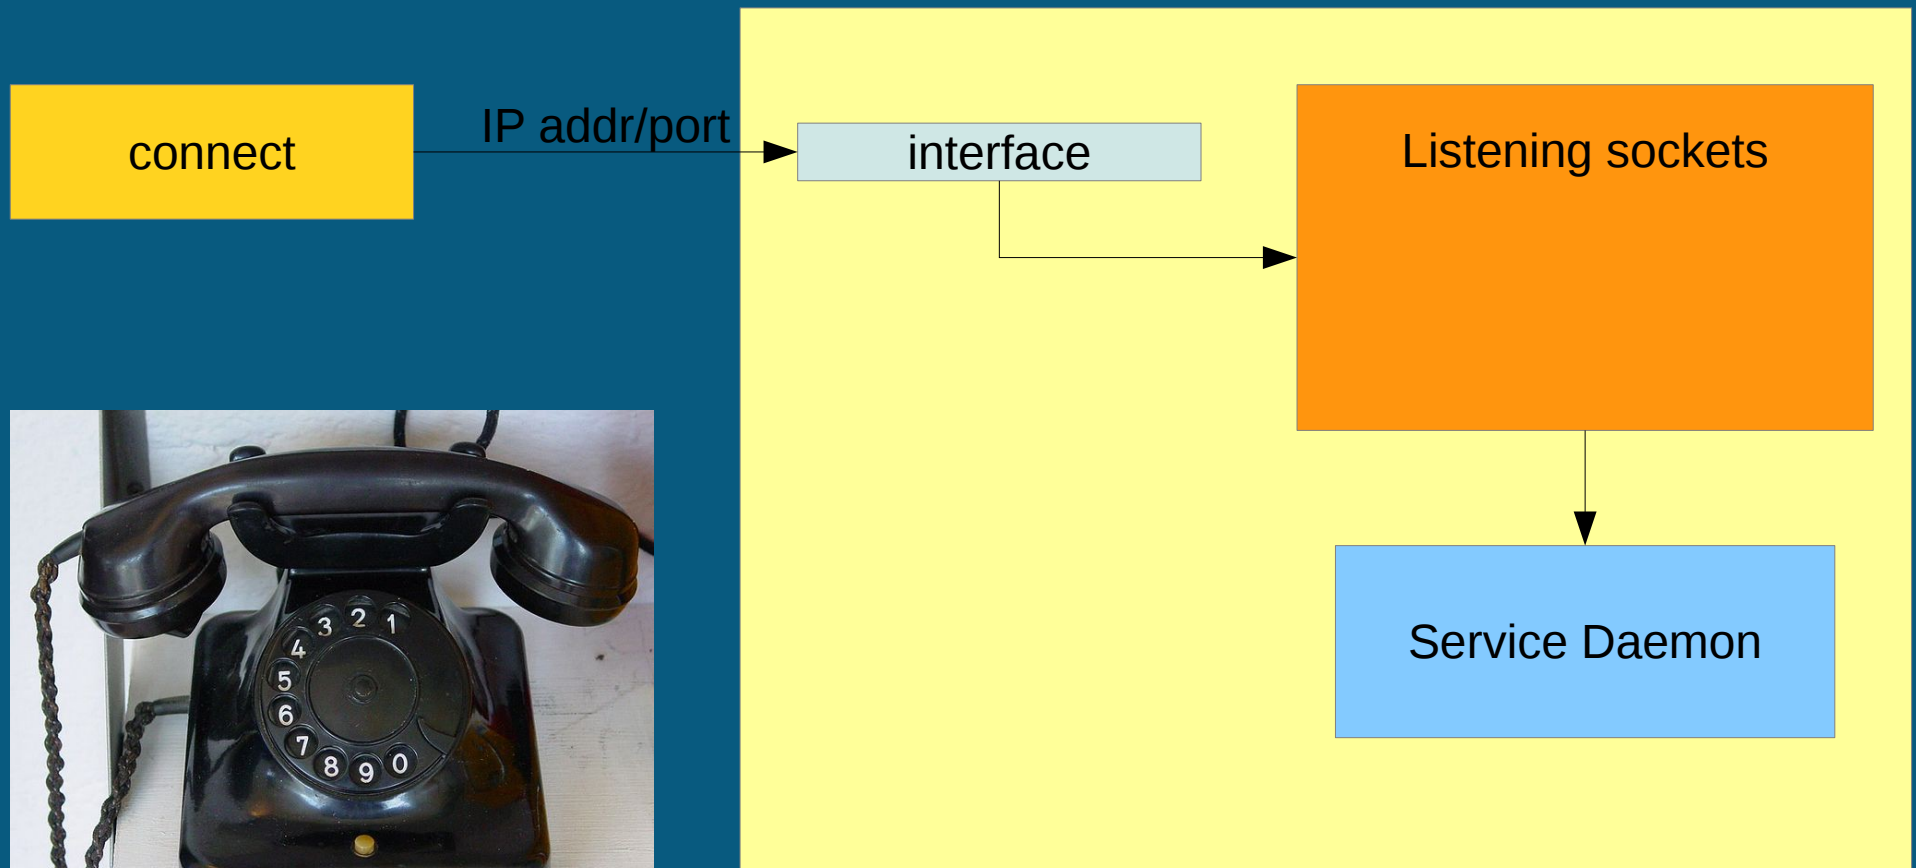 connect
IP addr/port
interface
Listening sockets
Service Daemon
3 2 1
4
5
6
7
8 9 0